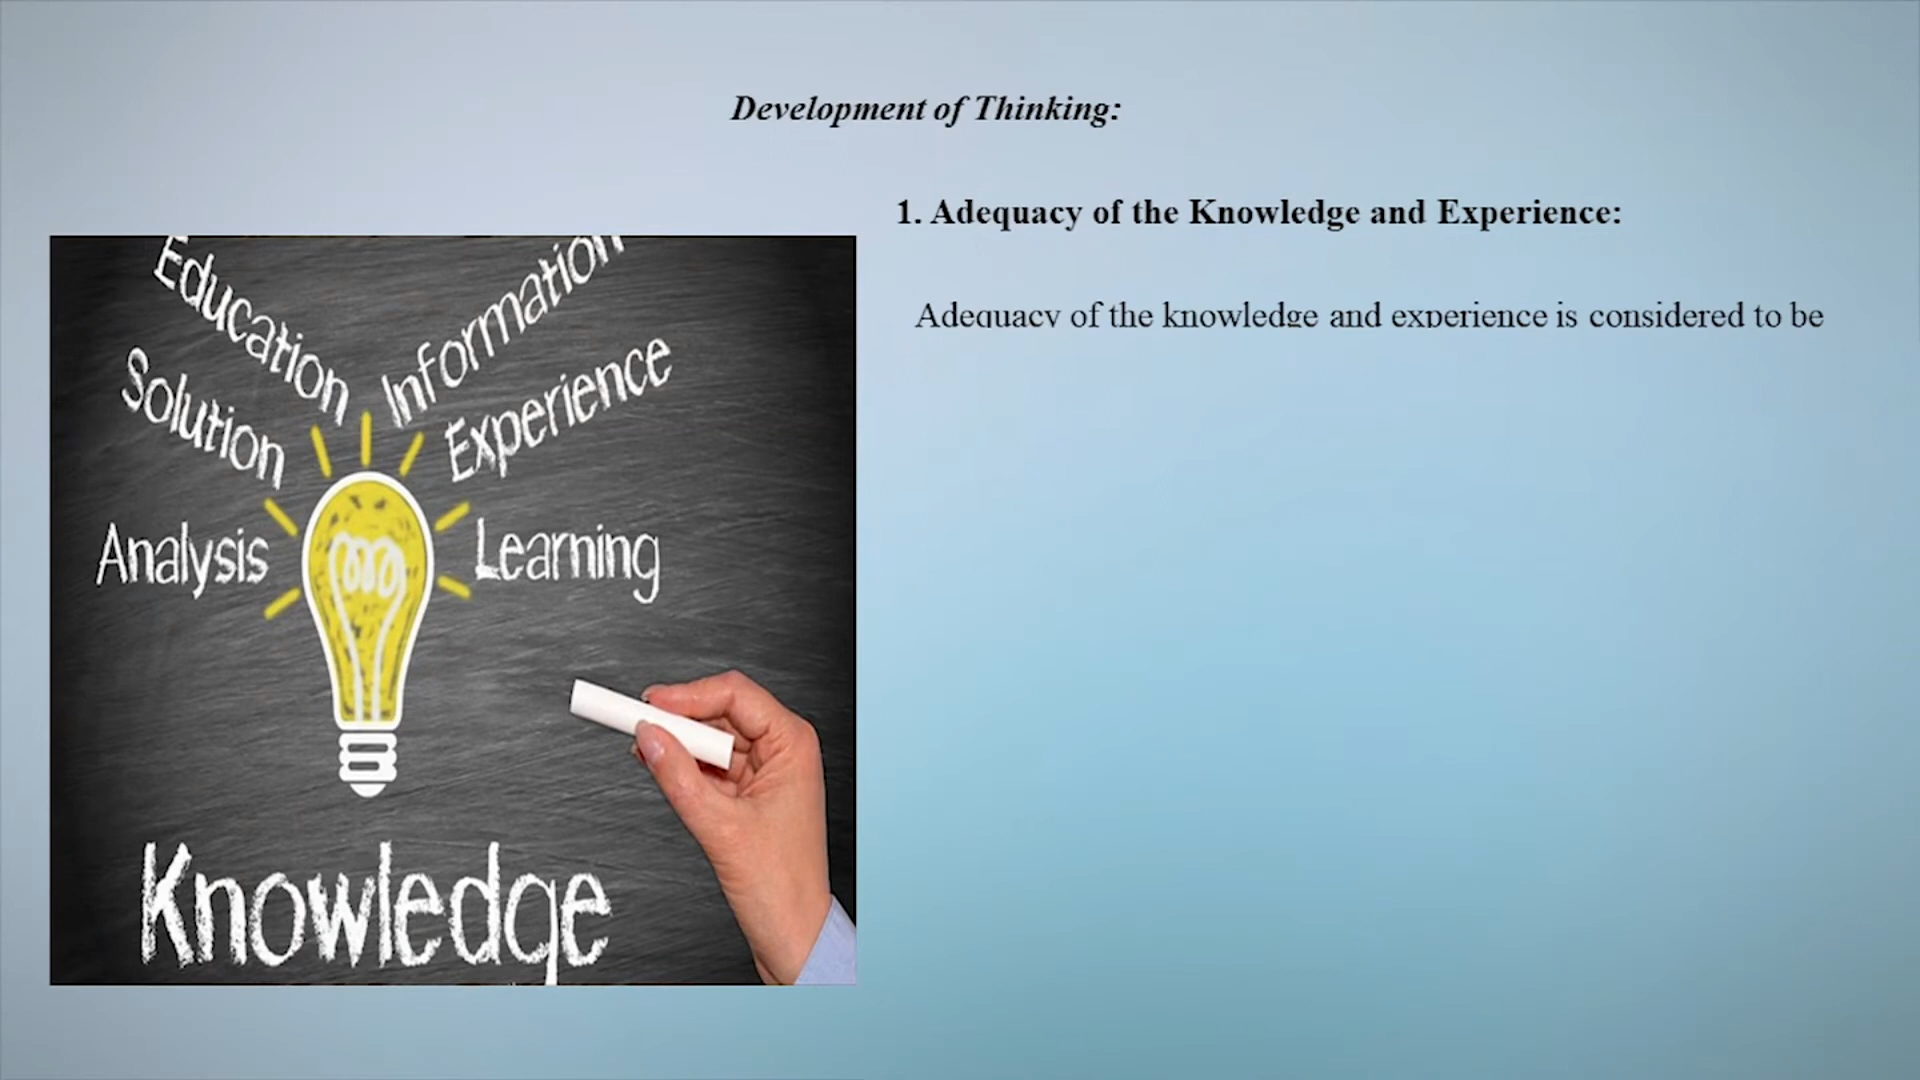 Development of Thinking:
1. Adequacy of the Knowledge and Experience:
Adequacy of the knowledge and experience is considered to be
Education
Information
Solution
Experience
Analysis
Learning
Knowledge